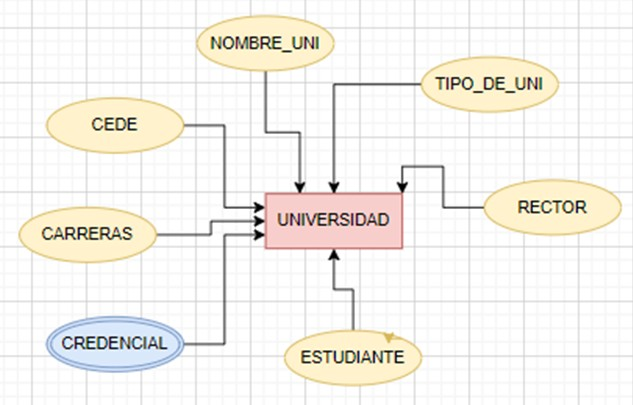 NOMBRE_UNI
TIPO_DE_UNI
CEDE
RECTOR
UNIVERSIDAD
CARRERAS
CREDENCIAL
ESTUDIANTE